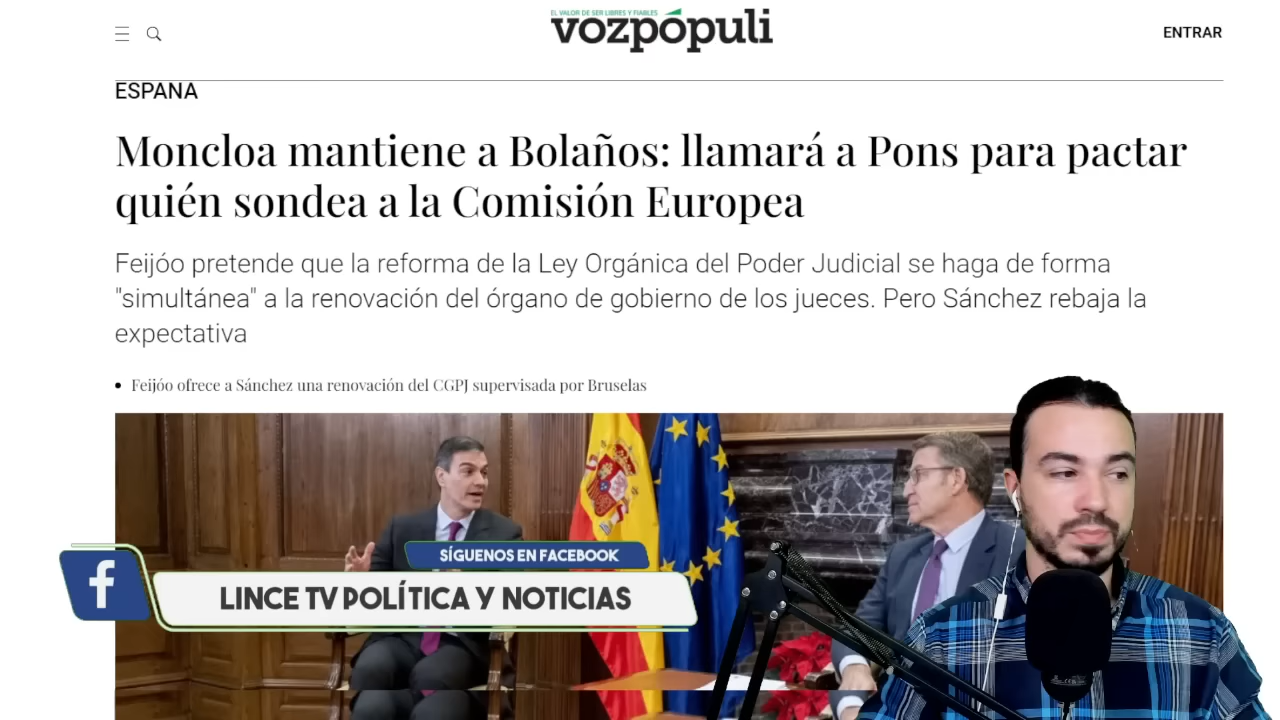 EL VALOR DE SER LIBRES Y FIABLES
vozpópuli
ENTRAR
ESPANA
Moncloa mantiene a Bolaños: llamará a Pons para pactar
quién sondea a la Comisión Europea
Feijóo pretende que la reforma de la Ley Orgánica del Poder Judicial se haga de forma
"simultánea" a la renovación del órgano de gobierno de los jueces. Pero Sánchez rebaja la
expectativa
• Feijóo ofrece a Sánchez una renovación del CGPJ supervisada por Bruselas
SÍGUENOS EN FACEBOOK
LINCE TV POLÍTICA Y NOTICIAS